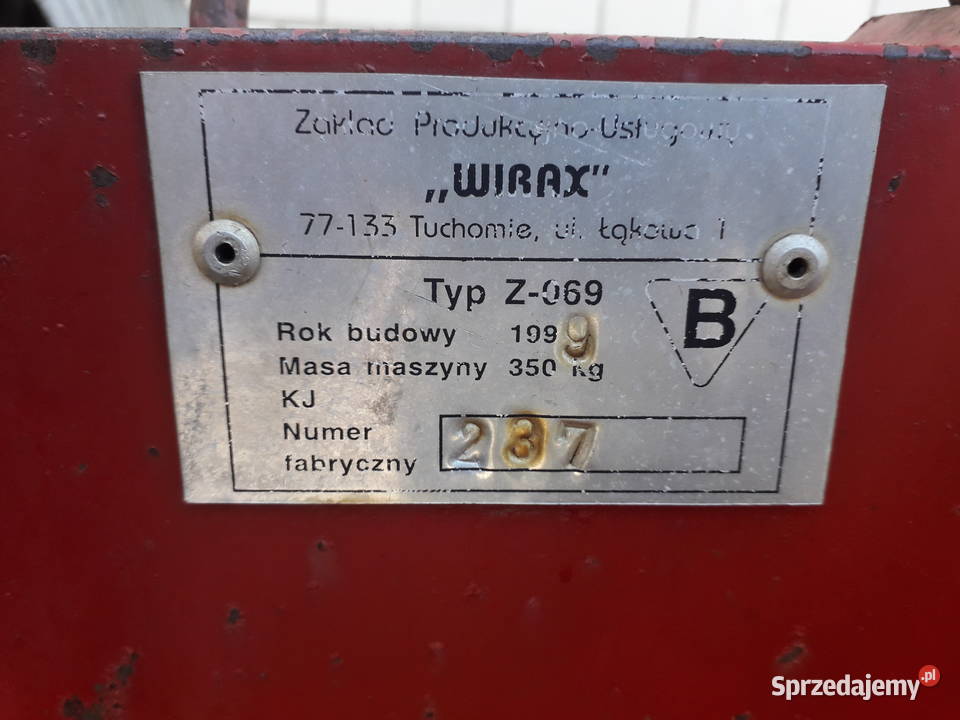 Zakład Produkcyjno-Usługowy
„WIRAX"
77-133 Tuchomie, ul. Łąkowa 1
Typ Z-069
B
Rok budowy 1999
Masa maszyny 350 kg
KJ
Numer
fabryczny 287
Sprzedajemy.pl